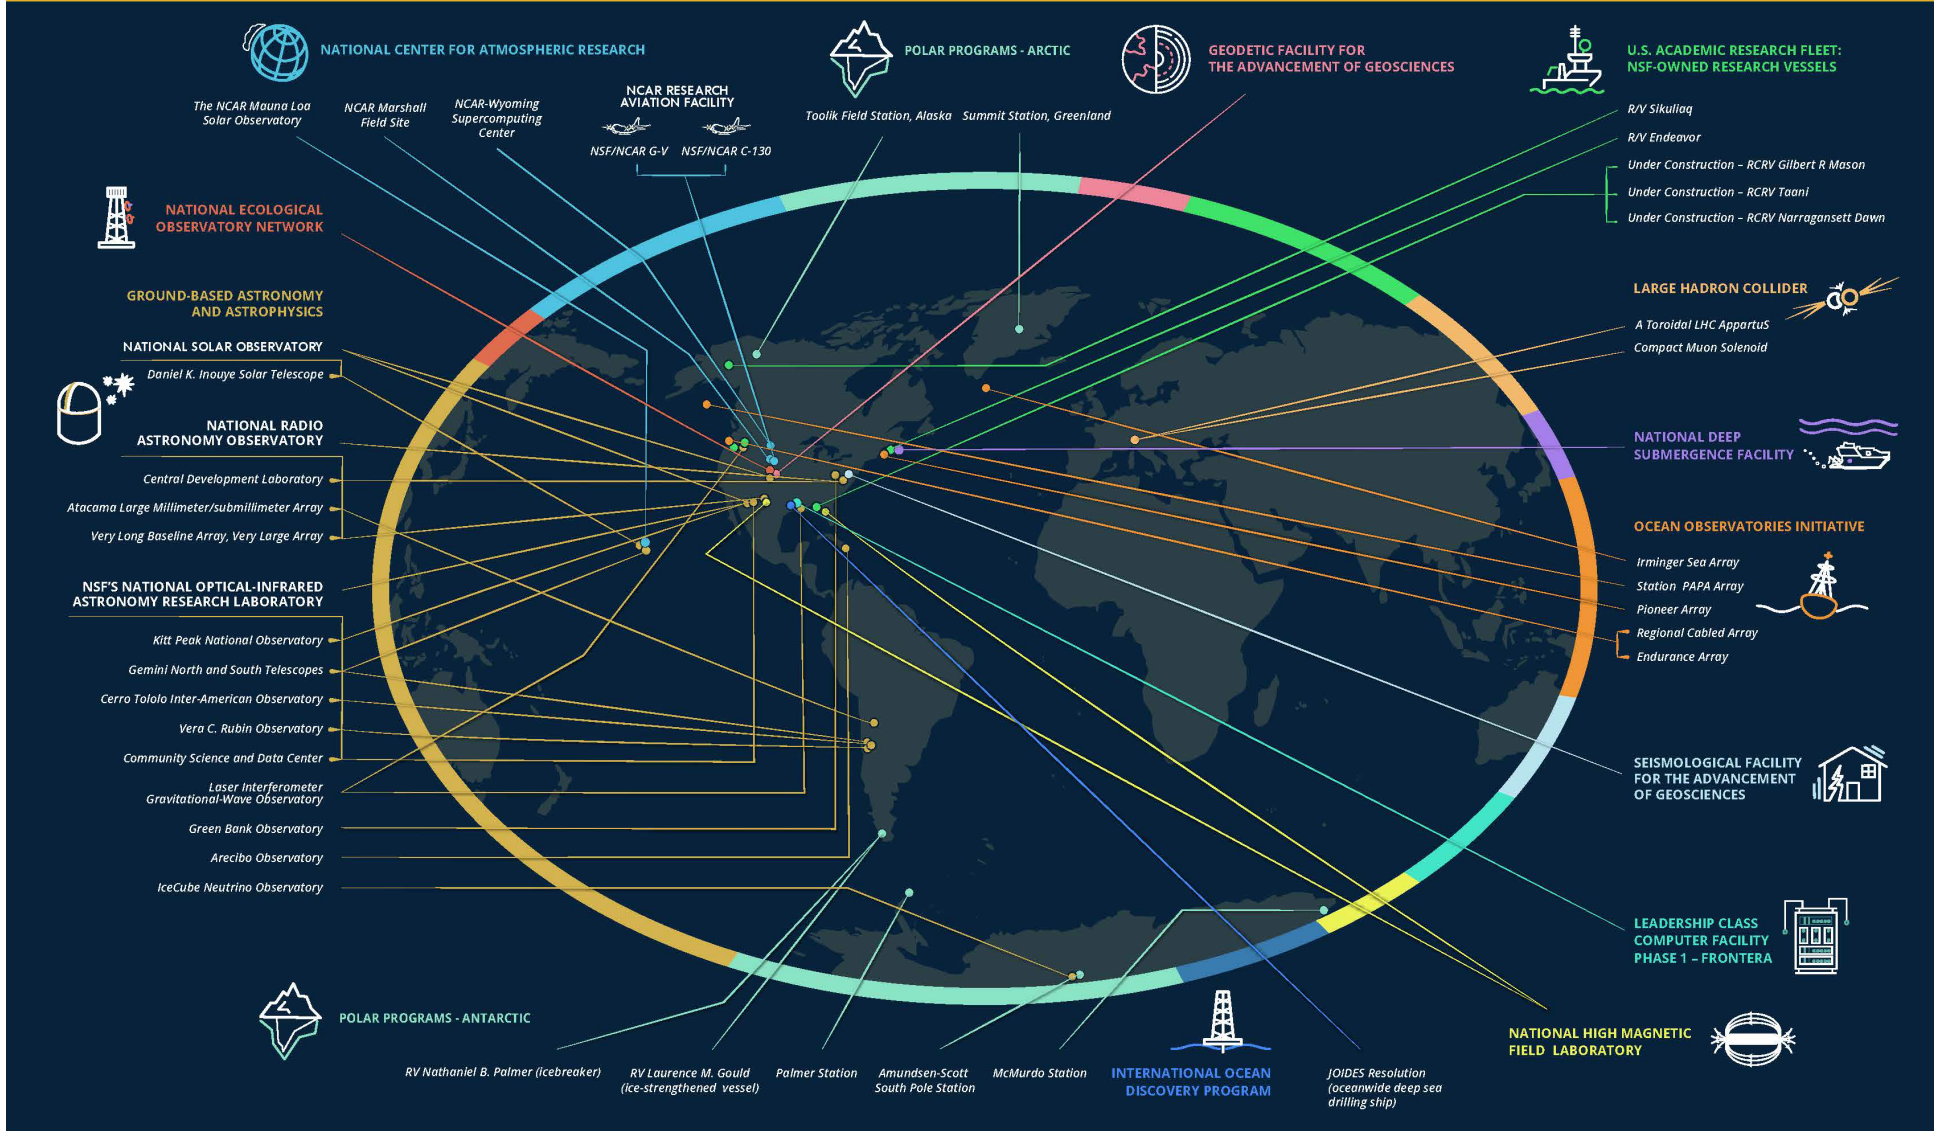 NATIONAL CENTER FOR ATMOSPHERIC RESEARCH
The NCAR Mauna Loa
Solar Observatory
NCAR Marshall
Field Site
NCAR-Wyoming
Supercomputing
Center
NCAR RESEARCH
AVIATION FACILITY
NSF/NCAR G-V
NSF/NCAR C-130
POLAR PROGRAMS - ARCTIC
Toolik Field Station, Alaska
Summit Station, Greenland
GEODETIC FACILITY FOR
THE ADVANCEMENT OF GEOSCIENCES
U.S. ACADEMIC RESEARCH FLEET:
NSF-OWNED RESEARCH VESSELS
R/V Sikuliaq
R/V Endeavor
Under Construction – RCRV Gilbert R Mason
Under Construction – RCRV Taani
Under Construction – RCRV Narragansett Dawn
NATIONAL ECOLOGICAL
OBSERVATORY NETWORK
GROUND-BASED ASTRONOMY
AND ASTROPHYSICS
NATIONAL SOLAR OBSERVATORY
Daniel K. Inouye Solar Telescope
NATIONAL RADIO
ASTRONOMY OBSERVATORY
Central Development Laboratory
Atacama Large Millimeter/submillimeter Array
Very Long Baseline Array, Very Large Array
NSF'S NATIONAL OPTICAL-INFRARED
ASTRONOMY RESEARCH LABORATORY
Kitt Peak National Observatory
Gemini North and South Telescopes
Cerro Tololo Inter-American Observatory
Vera C. Rubin Observatory
Community Science and Data Center
Laser Interferometer
Gravitational-Wave Observatory
Green Bank Observatory
Arecibo Observatory
IceCube Neutrino Observatory
LARGE HADRON COLLIDER
A Toroidal LHC AppartuS
Compact Muon Solenoid
NATIONAL DEEP
SUBMERGENCE FACILITY
OCEAN OBSERVATORIES INITIATIVE
Irminger Sea Array
Station PAPA Array
Pioneer Array
Regional Cabled Array
Endurance Array
SEISMOLOGICAL FACILITY
FOR THE ADVANCEMENT
OF GEOSCIENCES
LEADERSHIP CLASS
COMPUTER FACILITY
PHASE 1 – FRONTERA
NATIONAL HIGH MAGNETIC
FIELD LABORATORY
POLAR PROGRAMS - ANTARCTIC
RV Nathaniel B. Palmer (icebreaker)
RV Laurence M. Gould
(ice-strengthened vessel)
Palmer Station
Amundsen-Scott
South Pole Station
McMurdo Station
INTERNATIONAL OCEAN
DISCOVERY PROGRAM
JOIDES Resolution
(oceanwide deep sea
drilling ship)